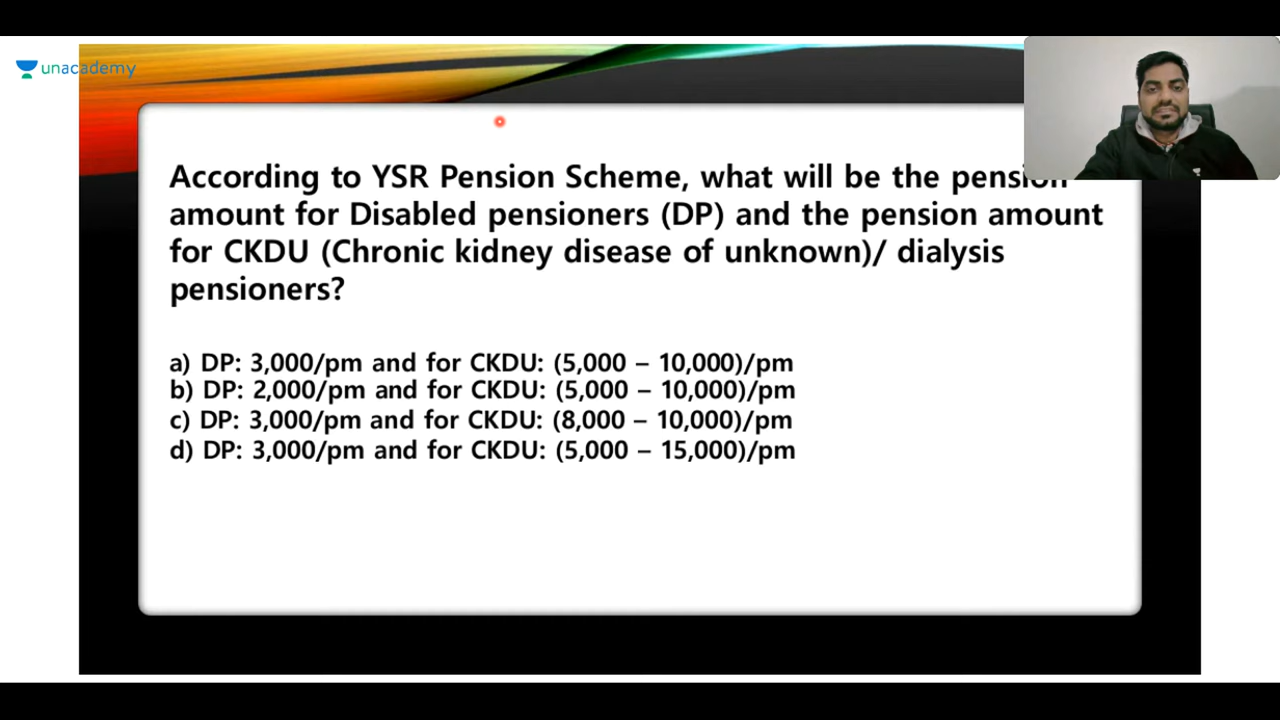 unacademy
According to YSR Pension Scheme, what will be the pension
amount for Disabled pensioners (DP) and the pension amount
for CKDU (Chronic kidney disease of unknown)/ dialysis
pensioners?
a) DP: 3,000/pm and for CKDU: (5,000 – 10,000)/pm
b) DP: 2,000/pm and for CKDU: (5,000 – 10,000)/pm
c) DP: 3,000/pm and for CKDU: (8,000 – 10,000)/pm
d) DP: 3,000/pm and for CKDU: (5,000 – 15,000)/pm